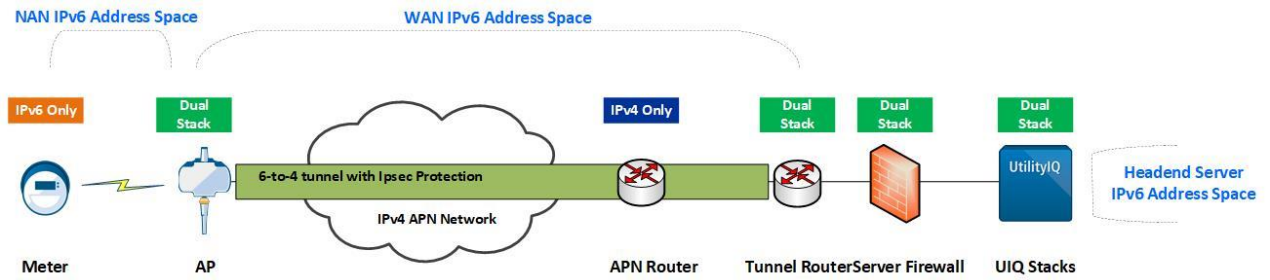 NAN IPv6 Address Space
WAN IPv6 Address Space
IPv6 Only
Dual
Stack
IPv4 Only
Dual
Stack
Dual
Stack
Dual
Stack
6-to-4 tunnel with Ipsec Protection
IPv4 APN Network
UtilityIQ
Headend Server
IPv6 Address Space
Meter
AP
APN Router
Tunnel Router
Server Firewall
UIQ Stacks